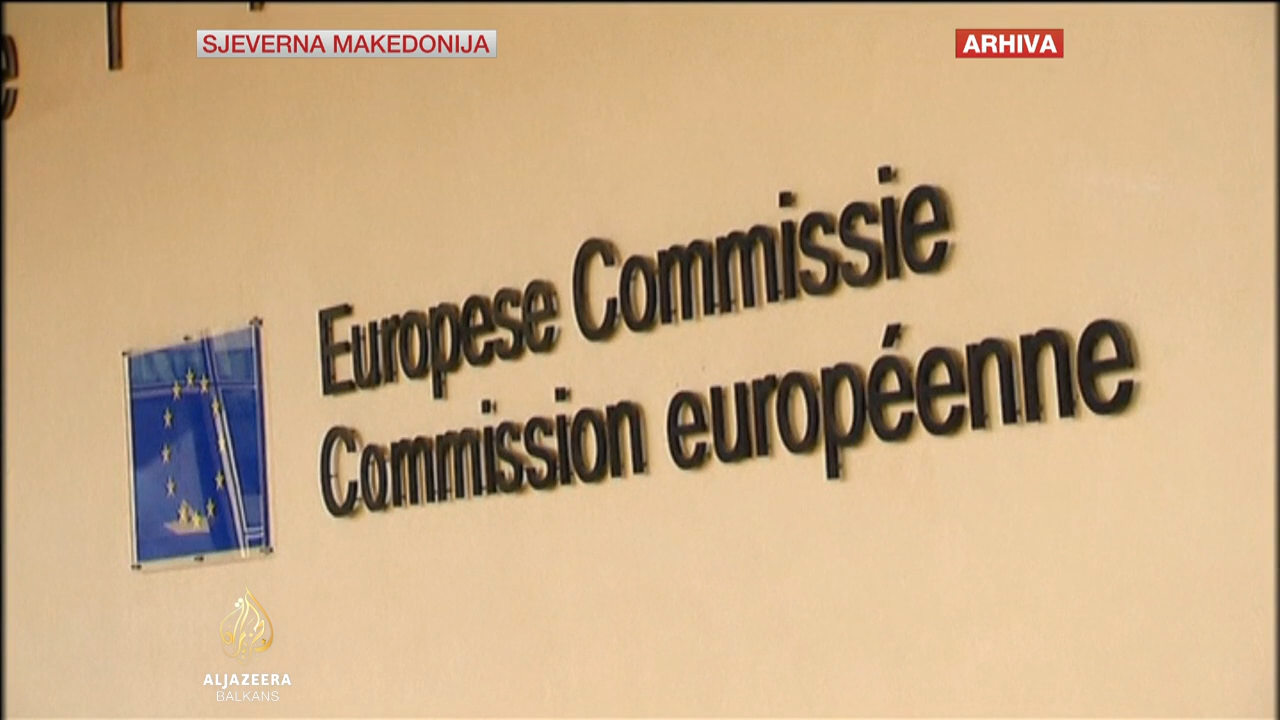 SJEVERNA MAKEDONIJA
ARHIVA
Europese Commissie
Commission européenne
ALJAZEERA
BALKANS